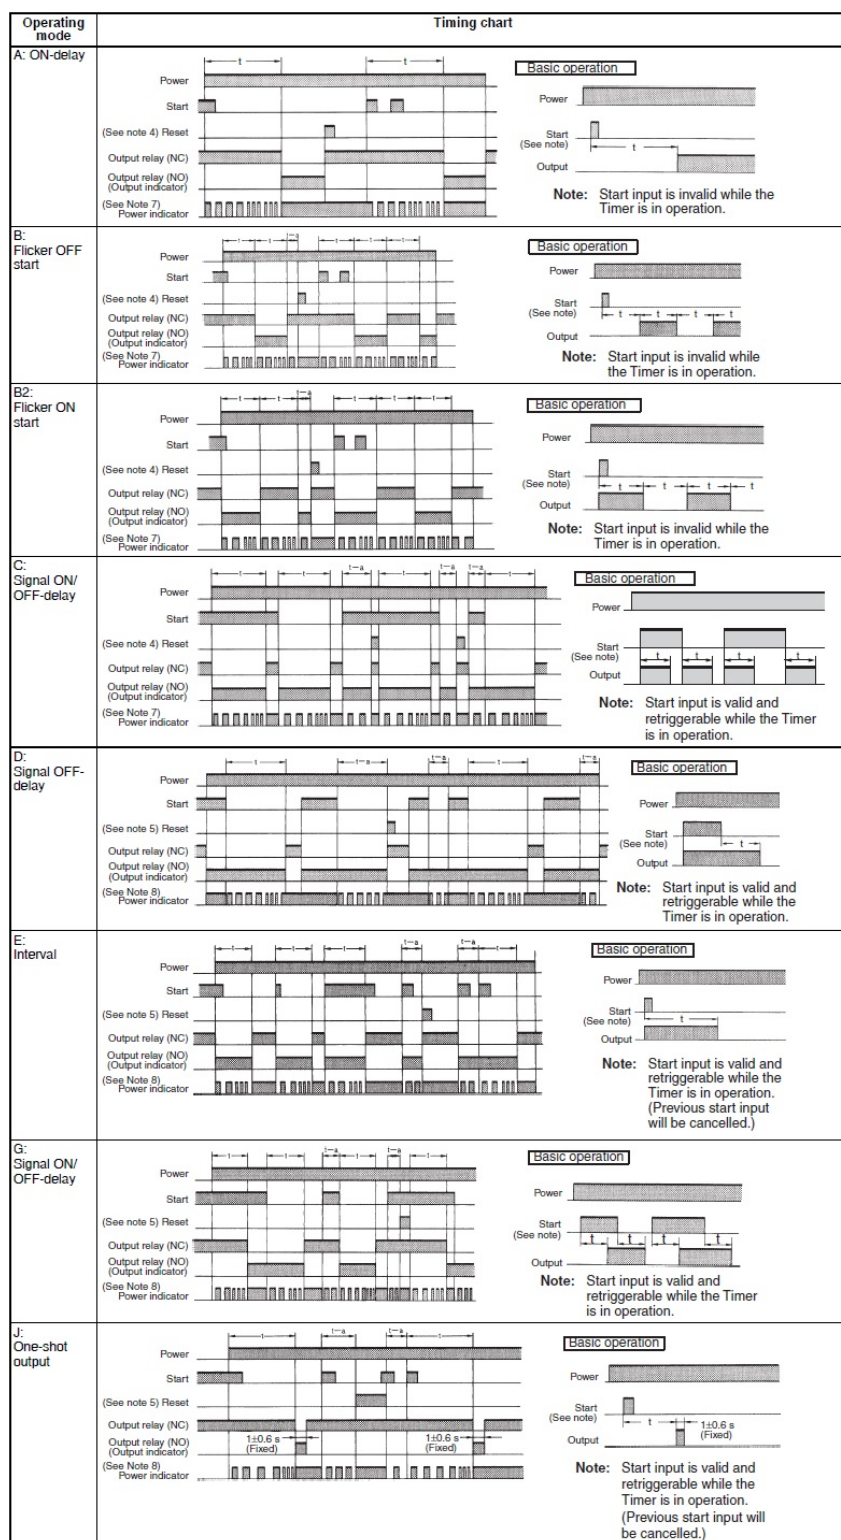 Operating mode
Timing chart
A: ON-delay
t
t
Power
Start
(See note 4) Reset
Output relay (NC)
Output relay (NO)
(Output indicator)
(See Note 7)
Power indicator
Basic operation
Power
Start
(See note)
t
Output
Note: Start input is invalid while the
Timer is in operation.
B:
Flicker OFF
start
t
t
t–a
t
t
t
Power
Start
(See note 4) Reset
Output relay (NC)
Output relay (NO)
(Output indicator)
(See Note 7)
Power indicator
Basic operation
Power
Start
(See note)
t
t
t
t
Output
Note: Start input is invalid while
the Timer is in operation.
B2:
Flicker ON
start
t
t
t–a
t
t
t
Power
Start
(See note 4) Reset
Output relay (NC)
Output relay (NO)
(Output indicator)
(See Note 7)
Power indicator
Basic operation
Power
Start
(See note)
t
t
t
t
Output
Note: Start input is invalid while the
Timer is in operation.
C:
Signal ON/
OFF-delay
t
t
t–a
t
t–a
t–a
t
Power
Start
(See note 4) Reset
Output relay (NC)
Output relay (NO)
(Output indicator)
(See Note 7)
Power indicator
Basic operation
Power
Start
(See note)
t
t
t
t
Output
Note: Start input is valid and
retriggerable while the Timer
is in operation.
D:
Signal OFF-
delay
t
t–a
t–a
t
t–a
Power
Start
(See note 5) Reset
Output relay (NC)
Output relay (NO)
(Output indicator)
(See Note 8)
Power indicator
Basic operation
Power
Start
(See note)
t
Output
Note: Start input is valid and
retriggerable while the
Timer is in operation.
E:
Interval
t
t
t
t–a
t–a
t
Power
Start
(See note 5) Reset
Output relay (NC)
Output relay (NO)
(Output indicator)
(See Note 8)
Power indicator
Basic operation
Power
Start
(See note)
t
Output
Note: Start input is valid and
retriggerable while the
Timer is in operation.
(Previous start input
will be cancelled.)
G:
Signal ON/
OFF-delay
t
t
t–a
t
t–a
t
Power
Start
(See note 5) Reset
Output relay (NC)
Output relay (NO)
(Output indicator)
(See Note 8)
Power indicator
Basic operation
Power
Start
(See note)
t
t
t
t
Output
Note: Start input is valid and
retriggerable while the Timer
is in operation.
J:
One-shot
output
t
t–a
t–a
t
Power
Start
(See note 5) Reset
Output relay (NC)
Output relay (NO)
(Output indicator)
1±0.6 s
(Fixed)
1±0.6 s
(Fixed)
(See Note 8)
Power indicator
Basic operation
Power
Start
(See note)
t
1±0.6 s
(Fixed)
Output
Note: Start input is valid and
retriggerable while the
Timer is in operation.
(Previous start input will
be cancelled.)